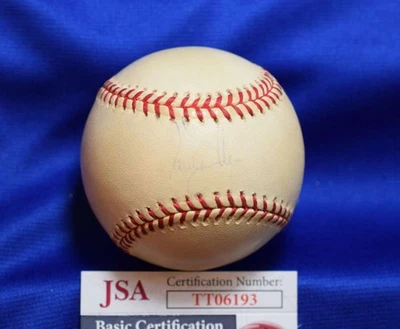 JSA
Certification Number:
TT06193
Basic Certification